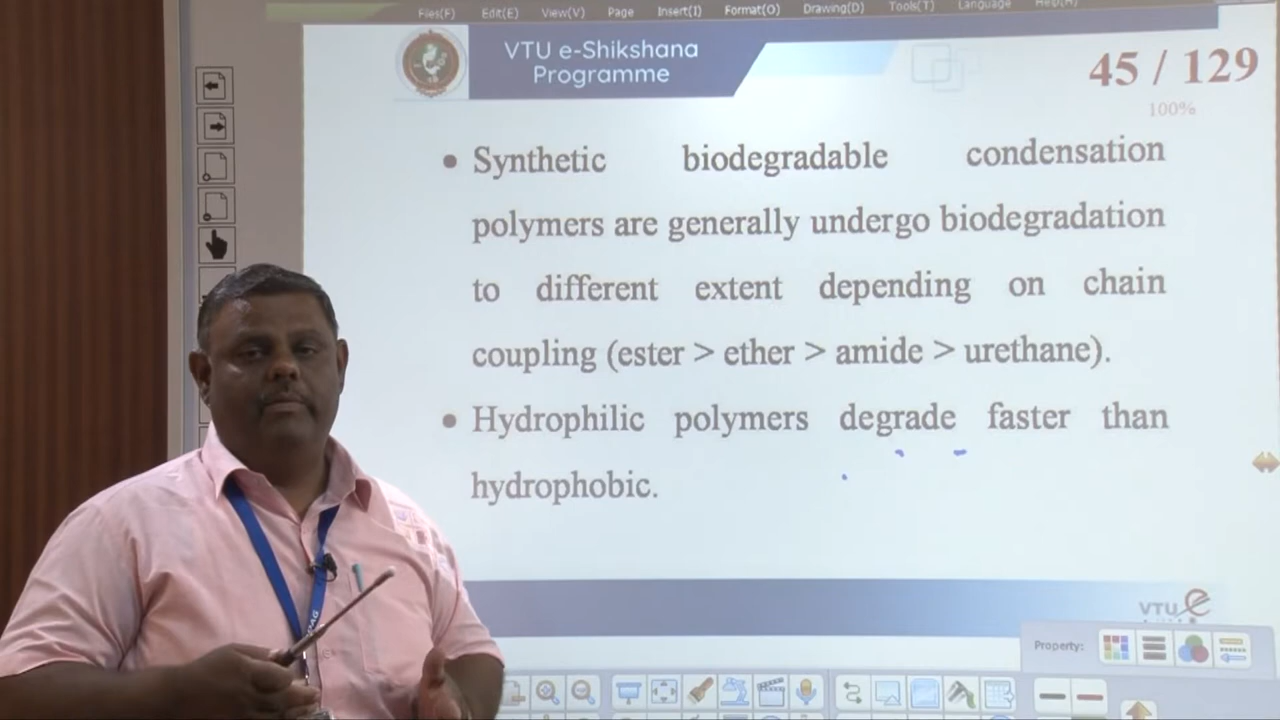 Files(F) Edit(E) View(V) Page Insert(I) Format(O) Drawing(D) Tools(T) Language Help(H)
VTU e-Shikshana
Programme
45 / 129
100%
• Synthetic biodegradable condensation
polymers are generally undergo biodegradation
to different extent depending on chain
coupling (ester > ether > amide > urethane).
• Hydrophilic polymers degrade faster than
hydrophobic.
VTU e
Property: